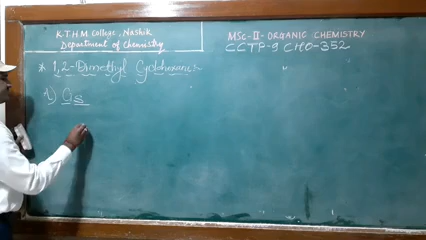 K.T.H.M College, Nashik
Department of Chemistry
MSc-II-ORGANIC CHEMISTRY
CCTP-9 CHO-352
* 1,2-Dimethyl Cyclohexane:-
1) Cis